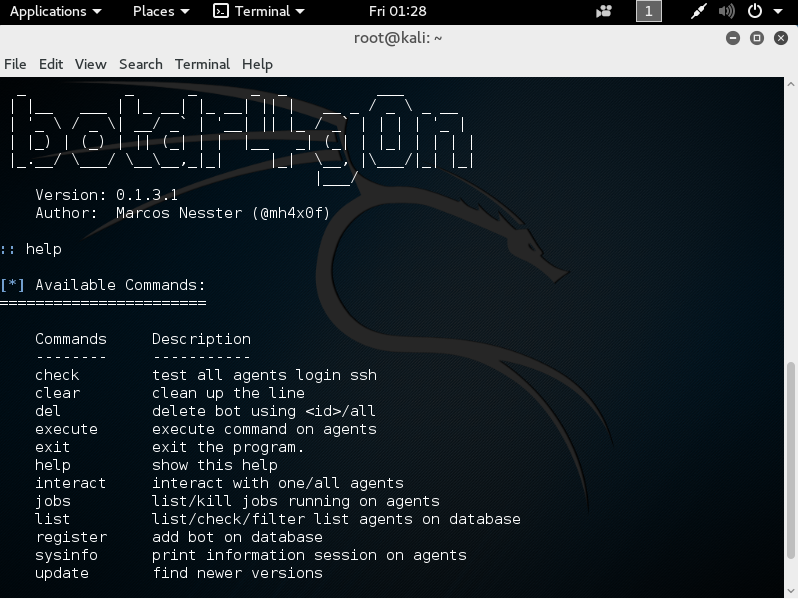 Applications Places Terminal Fri 01:28 1
root@kali: ~
File Edit View Search Terminal Help
Version: 0.1.3.1
Author: Marcos Nesster (@mh4x0f)
:: help
[*] Available Commands:
=======================
Commands Description
-------- -----------
check test all agents login ssh
clear clean up the line
del delete bot using <id>/all
execute execute command on agents
exit exit the program.
help show this help
interact interact with one/all agents
jobs list/kill jobs running on agents
list list/check/filter list agents on database
register add bot on database
sysinfo print information session on agents
update find newer versions